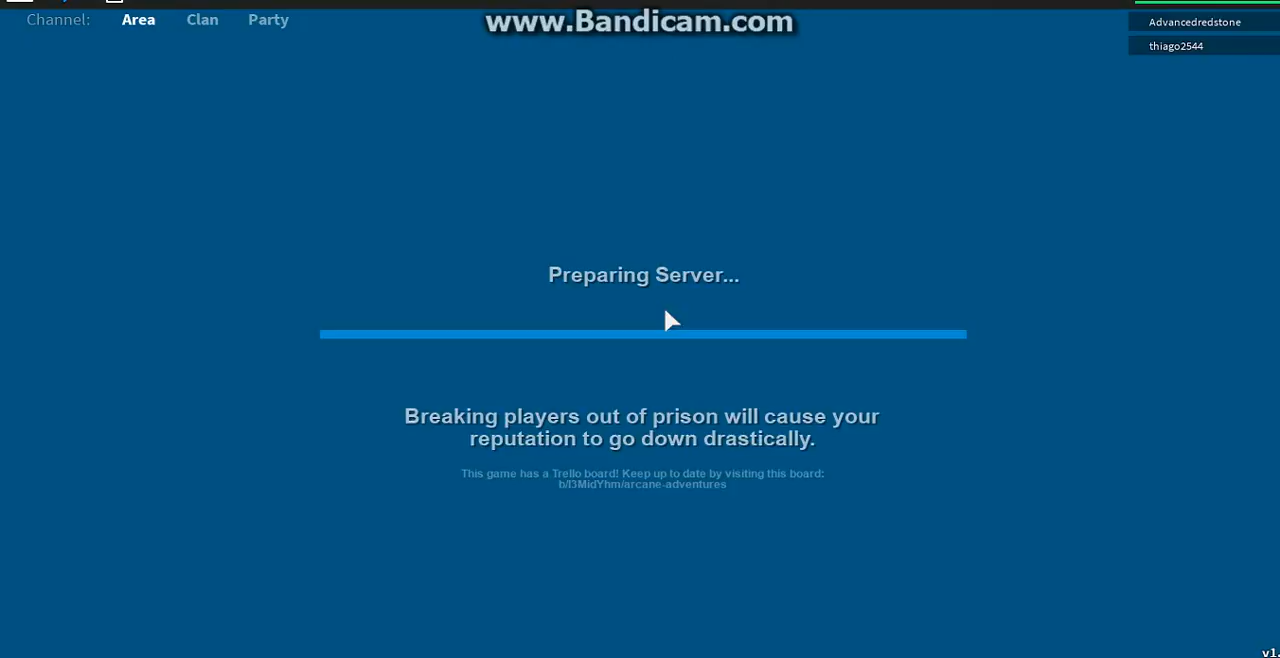 Channel: Area Clan Party
www.Bandicam.com
Advancedredstone
thiago2544
Preparing Server...
Breaking players out of prison will cause your
reputation to go down drastically.
This game has a Trello board! Keep up to date by visiting this board:
b/I3MidYhm/arcane-adventures
v1.